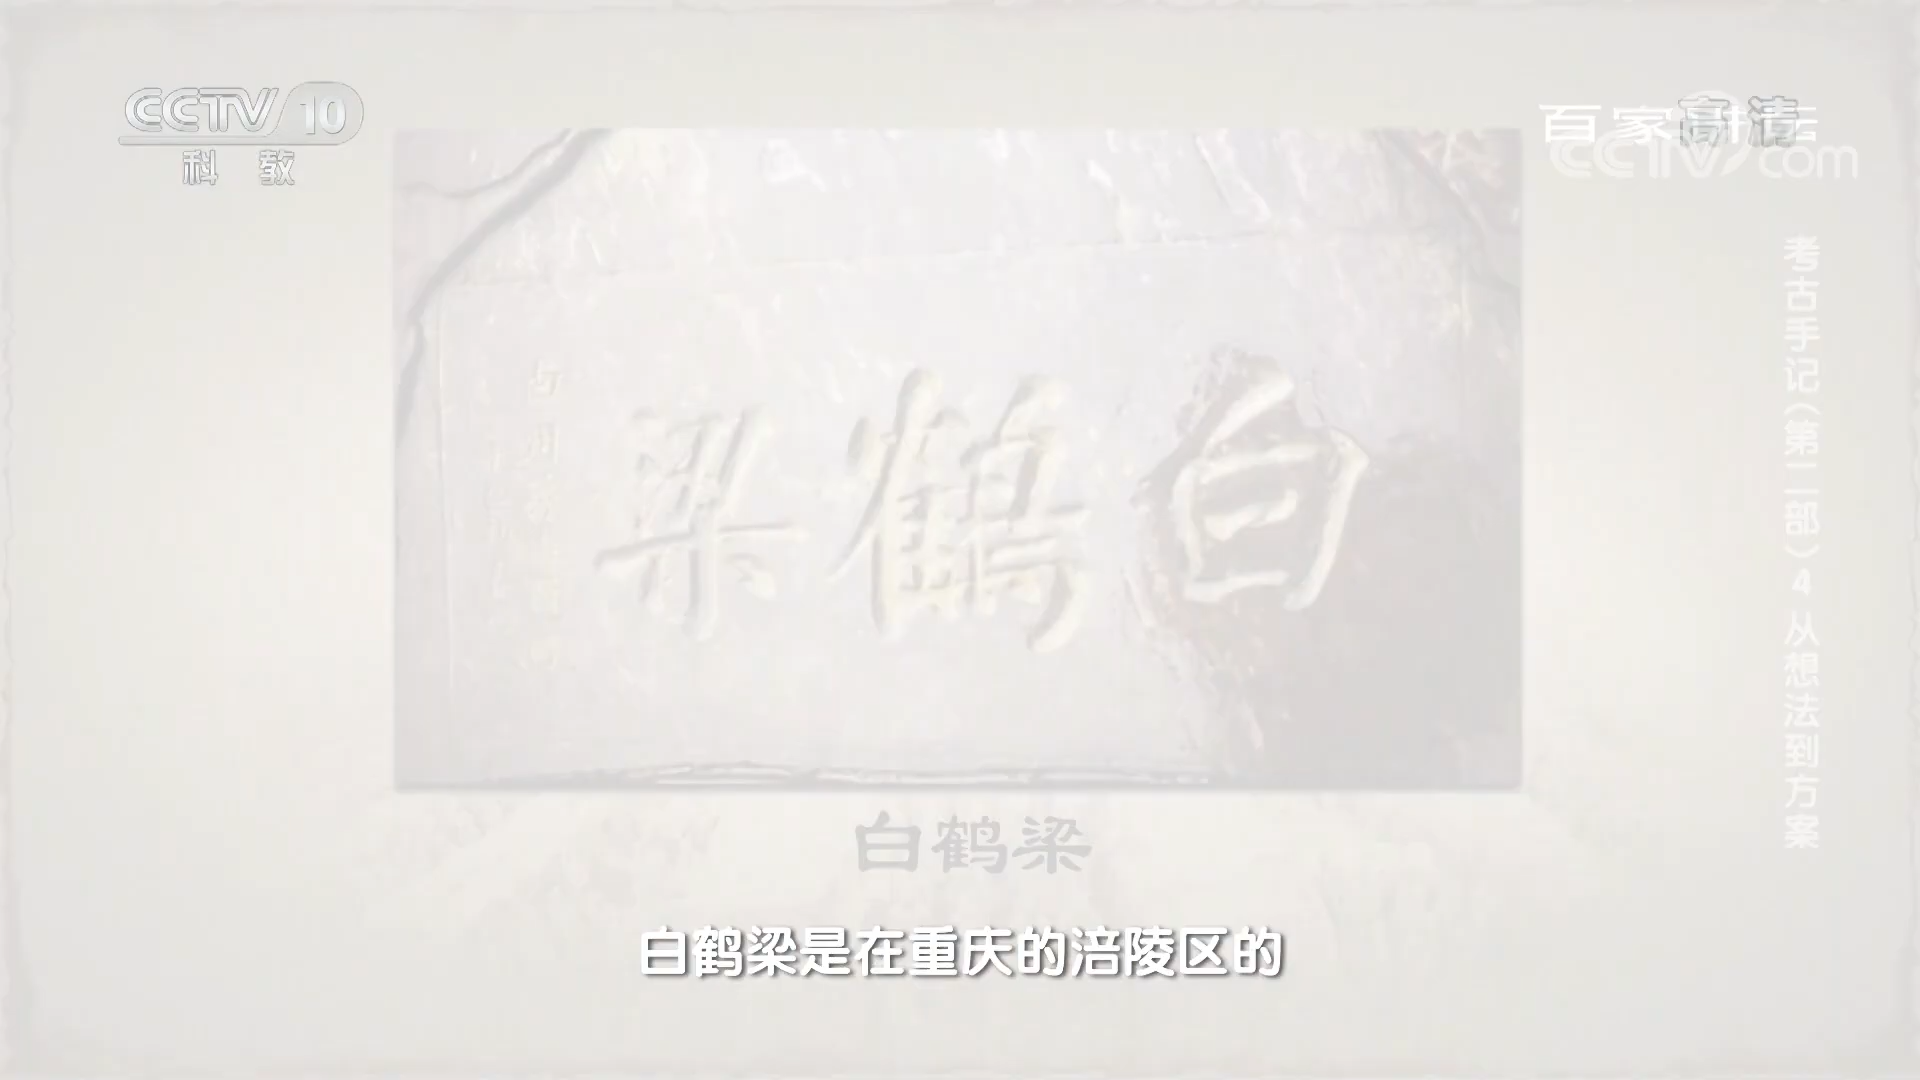 CCTV 10
科 教
百家讲坛
高清
CCTV.com
考古手记（第二部）4 从想法到方案
梁鹤白
白鹤梁
白鹤梁是在重庆的涪陵区的